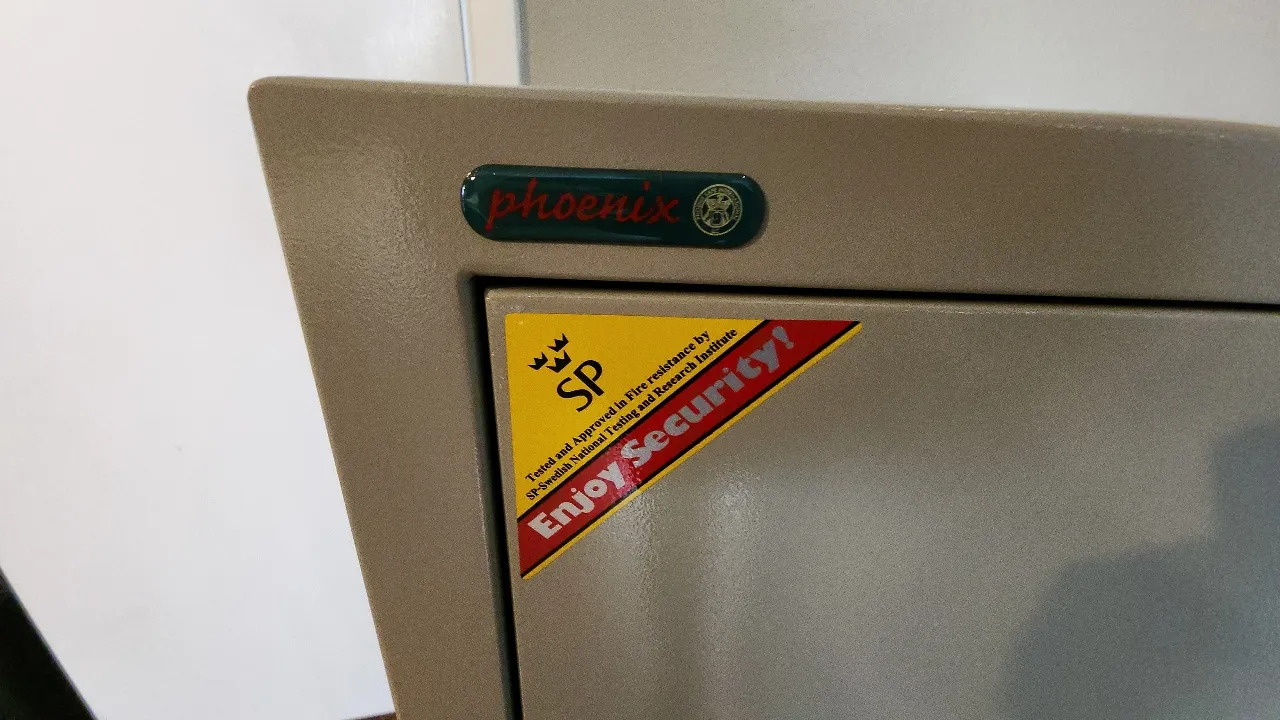 phoenix
SP
Tested and Approved in Fire resistance by
SP-Swedish National Testing and Research Institute
Enjoy Security!